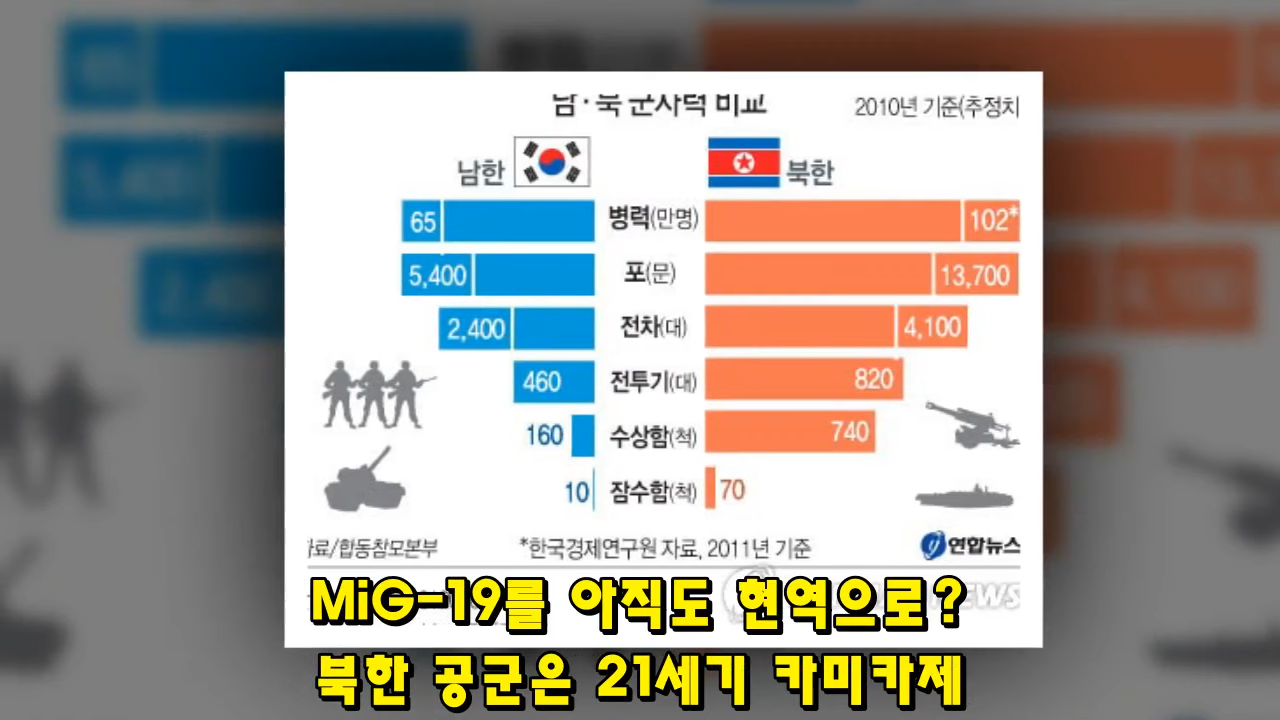 남·북 군사력 비교
2010년 기준(추정치
남한
북한
65 병력(만명) 102*
5,400 포(문) 13,700
2,400 전차(대) 4,100
460 전투기(대) 820
160 수상함(척) 740
10 잠수함(척) 70
료/합동참모본부
*한국경제연구원 자료, 2011년 기준
연합뉴스
NEWS
MiG-19를 아직도 현역으로?
북한 공군은 21세기 카미카제